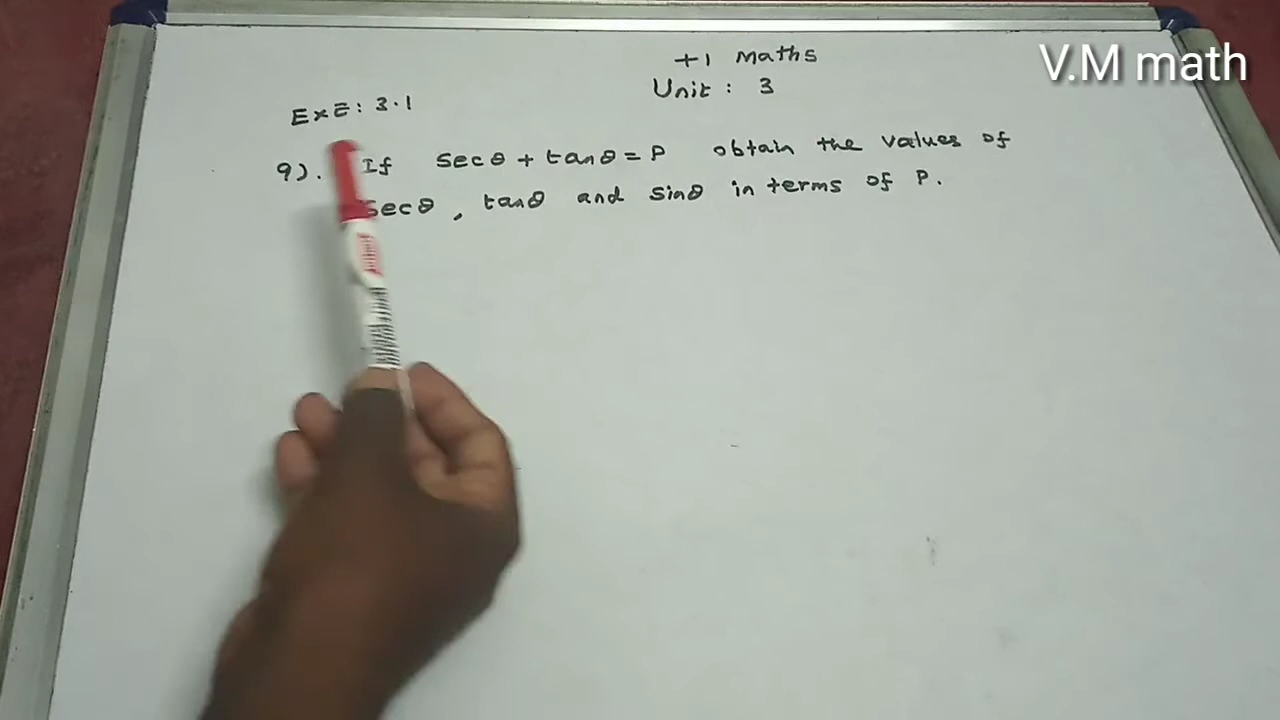 +1 Maths
V.M math
Unit : 3
ExE: 3.1
9). If secθ + tanθ = P obtain the values of
secθ, tanθ and sinθ in terms of P.